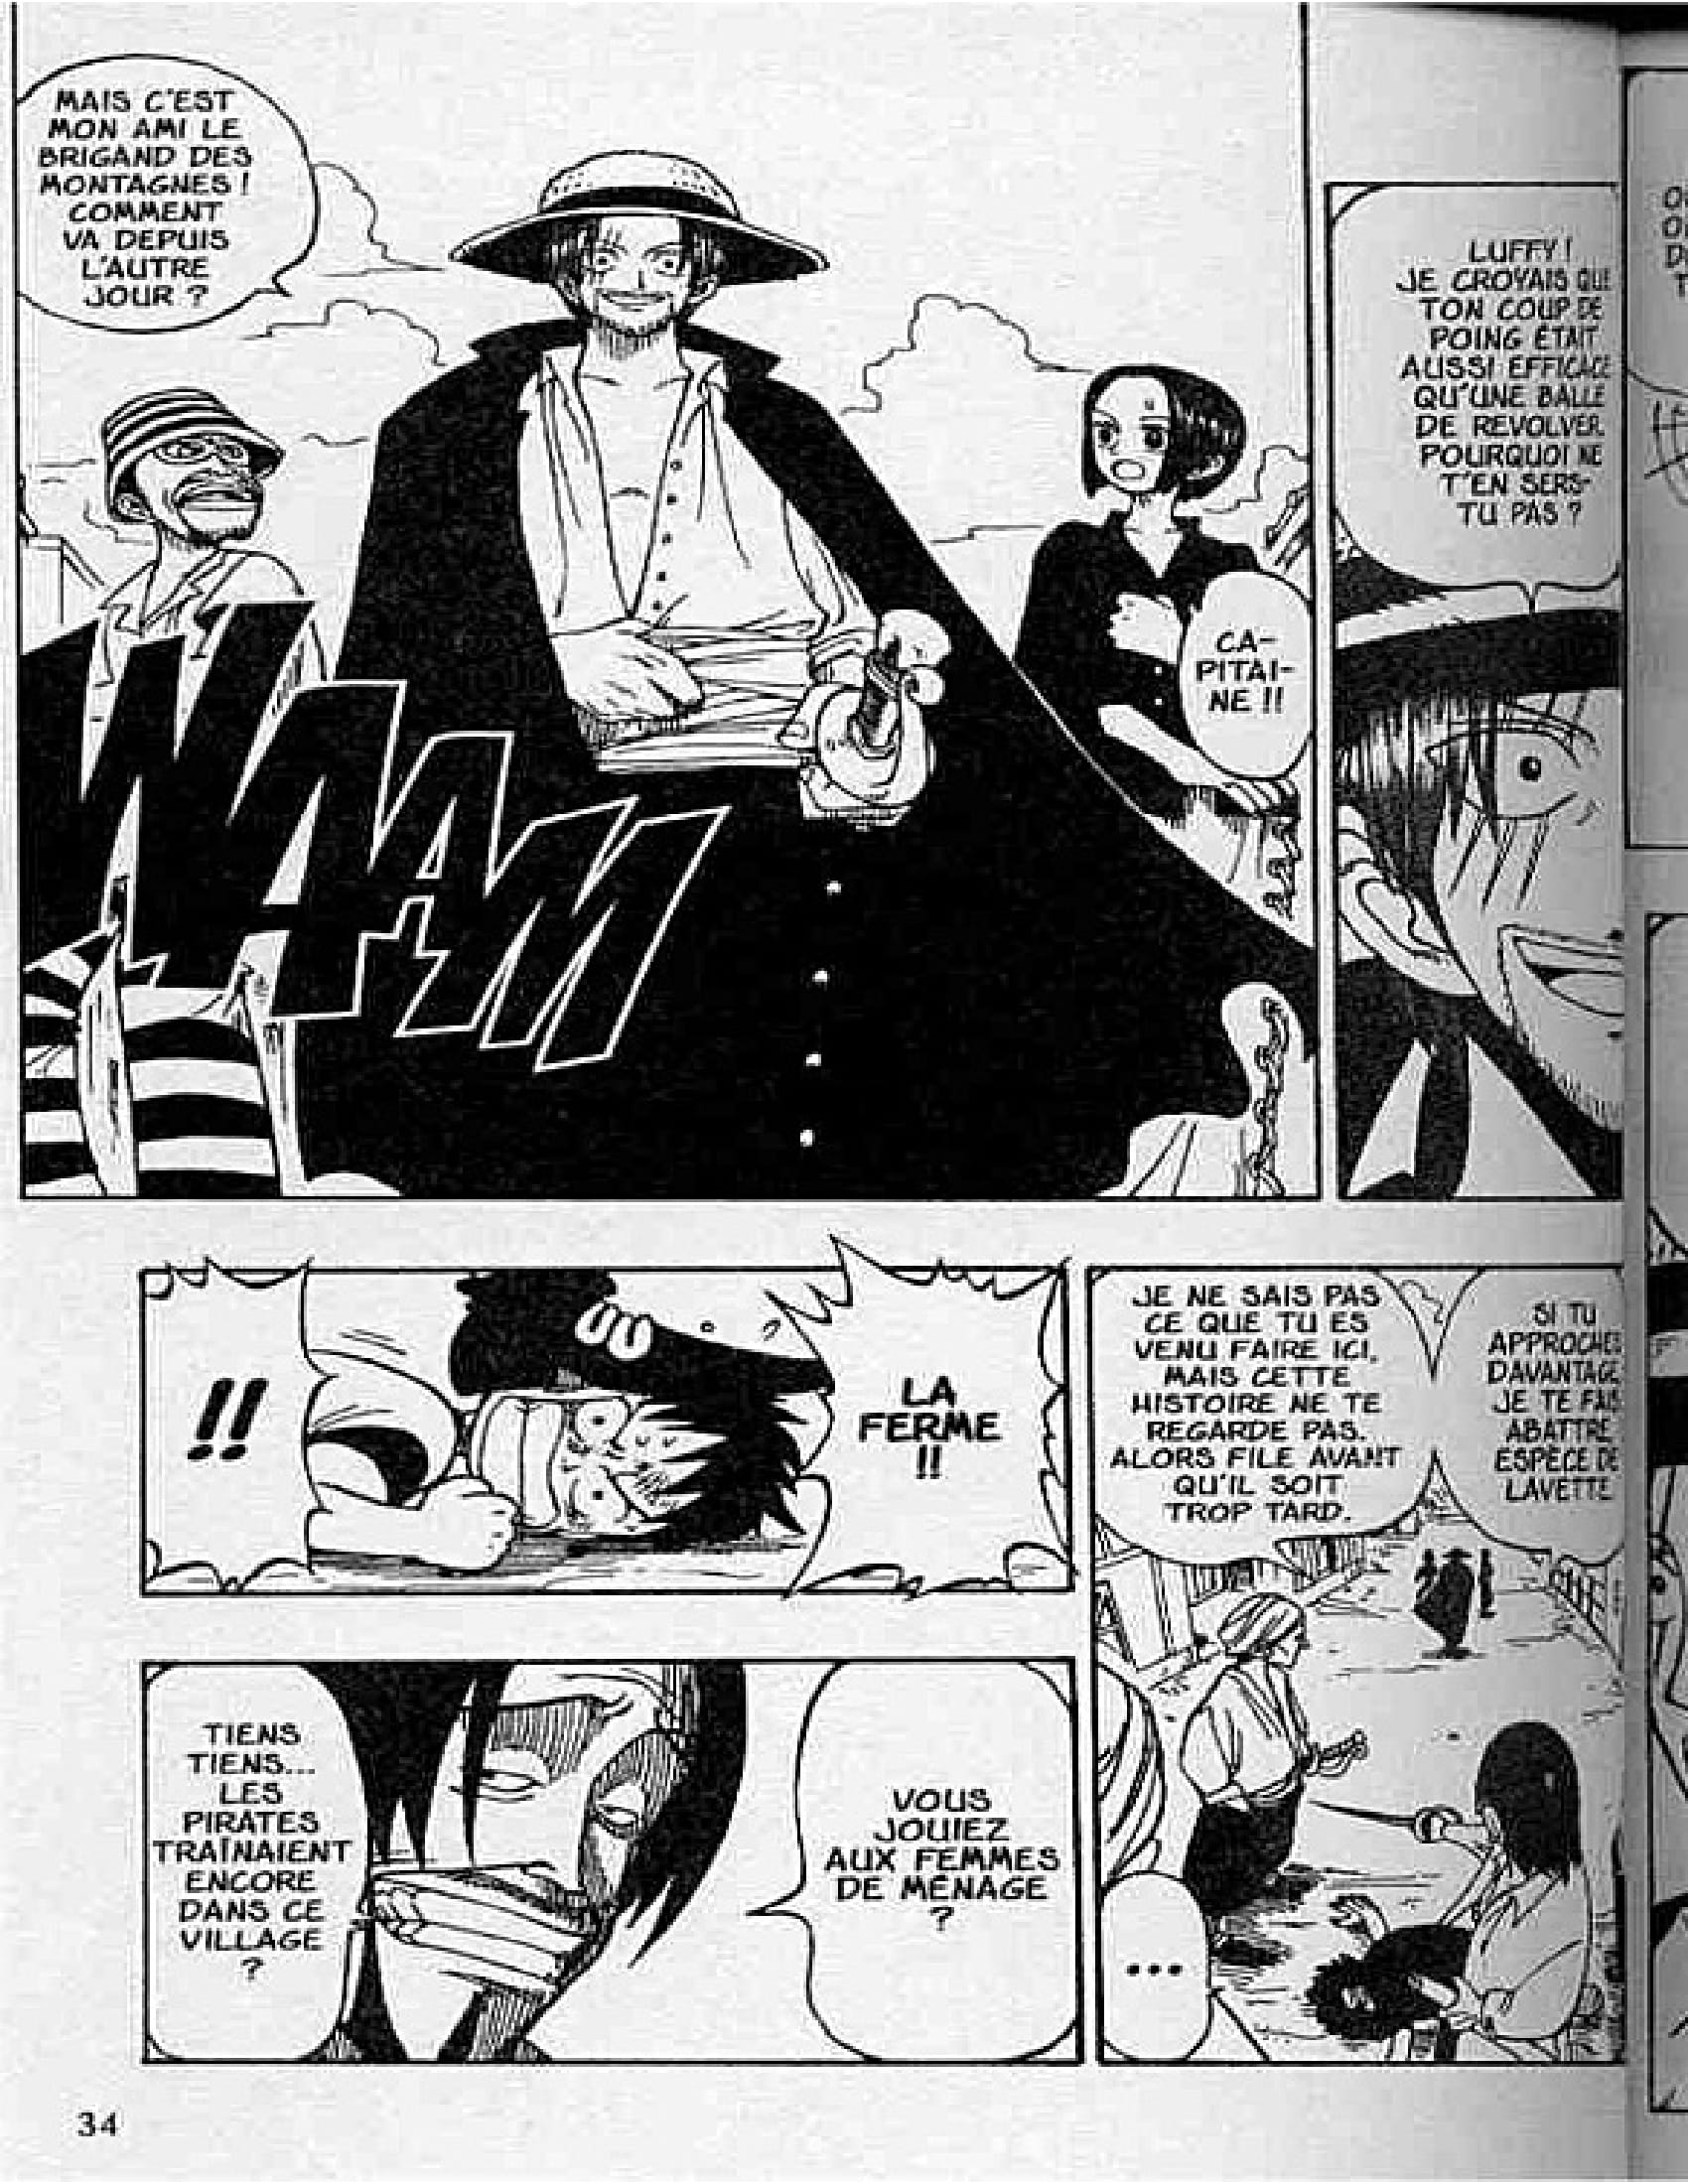 LUFFY !
JE CROYAIS QUE
TON COUP DE
POING ÉTAIT
AUSSI EFFICACE
QU'UNE BALLE
DE REVOLVER.
POURQUOI NE
T'EN SERS-
TU PAS ?
CA-
PITAI-
NE !!
MAIS C'EST
MON AMI LE
BRIGAND DES
MONTAGNES !
COMMENT
VA DEPUIS
L'AUTRE
JOUR ?
WAAM
LA
FERME
!!
!!
VOUS
JOUIEZ
AUX FEMMES
DE MÉNAGE
?
TIENS
TIENS...
LES
PIRATES
TRAÎNAIENT
ENCORE
DANS CE
VILLAGE
?
SI TU
APPROCHES
DAVANTAGE,
JE TE FAIS
ABATTRE,
ESPÈCE DE
LAVETTE.
JE NE SAIS PAS
CE QUE TU ES
VENU FAIRE ICI,
MAIS CETTE
HISTOIRE NE TE
REGARDE PAS.
ALORS FILE AVANT
QU'IL SOIT
TROP TARD.
...
34